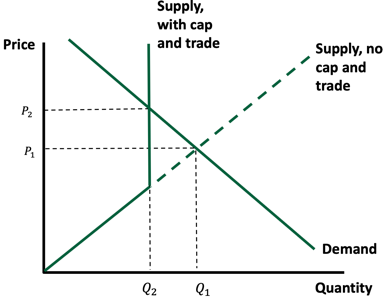 Supply,
with cap
and trade
Price
Supply, no
cap and
trade
P₂
P₁
Demand
Q₂
Q₁
Quantity